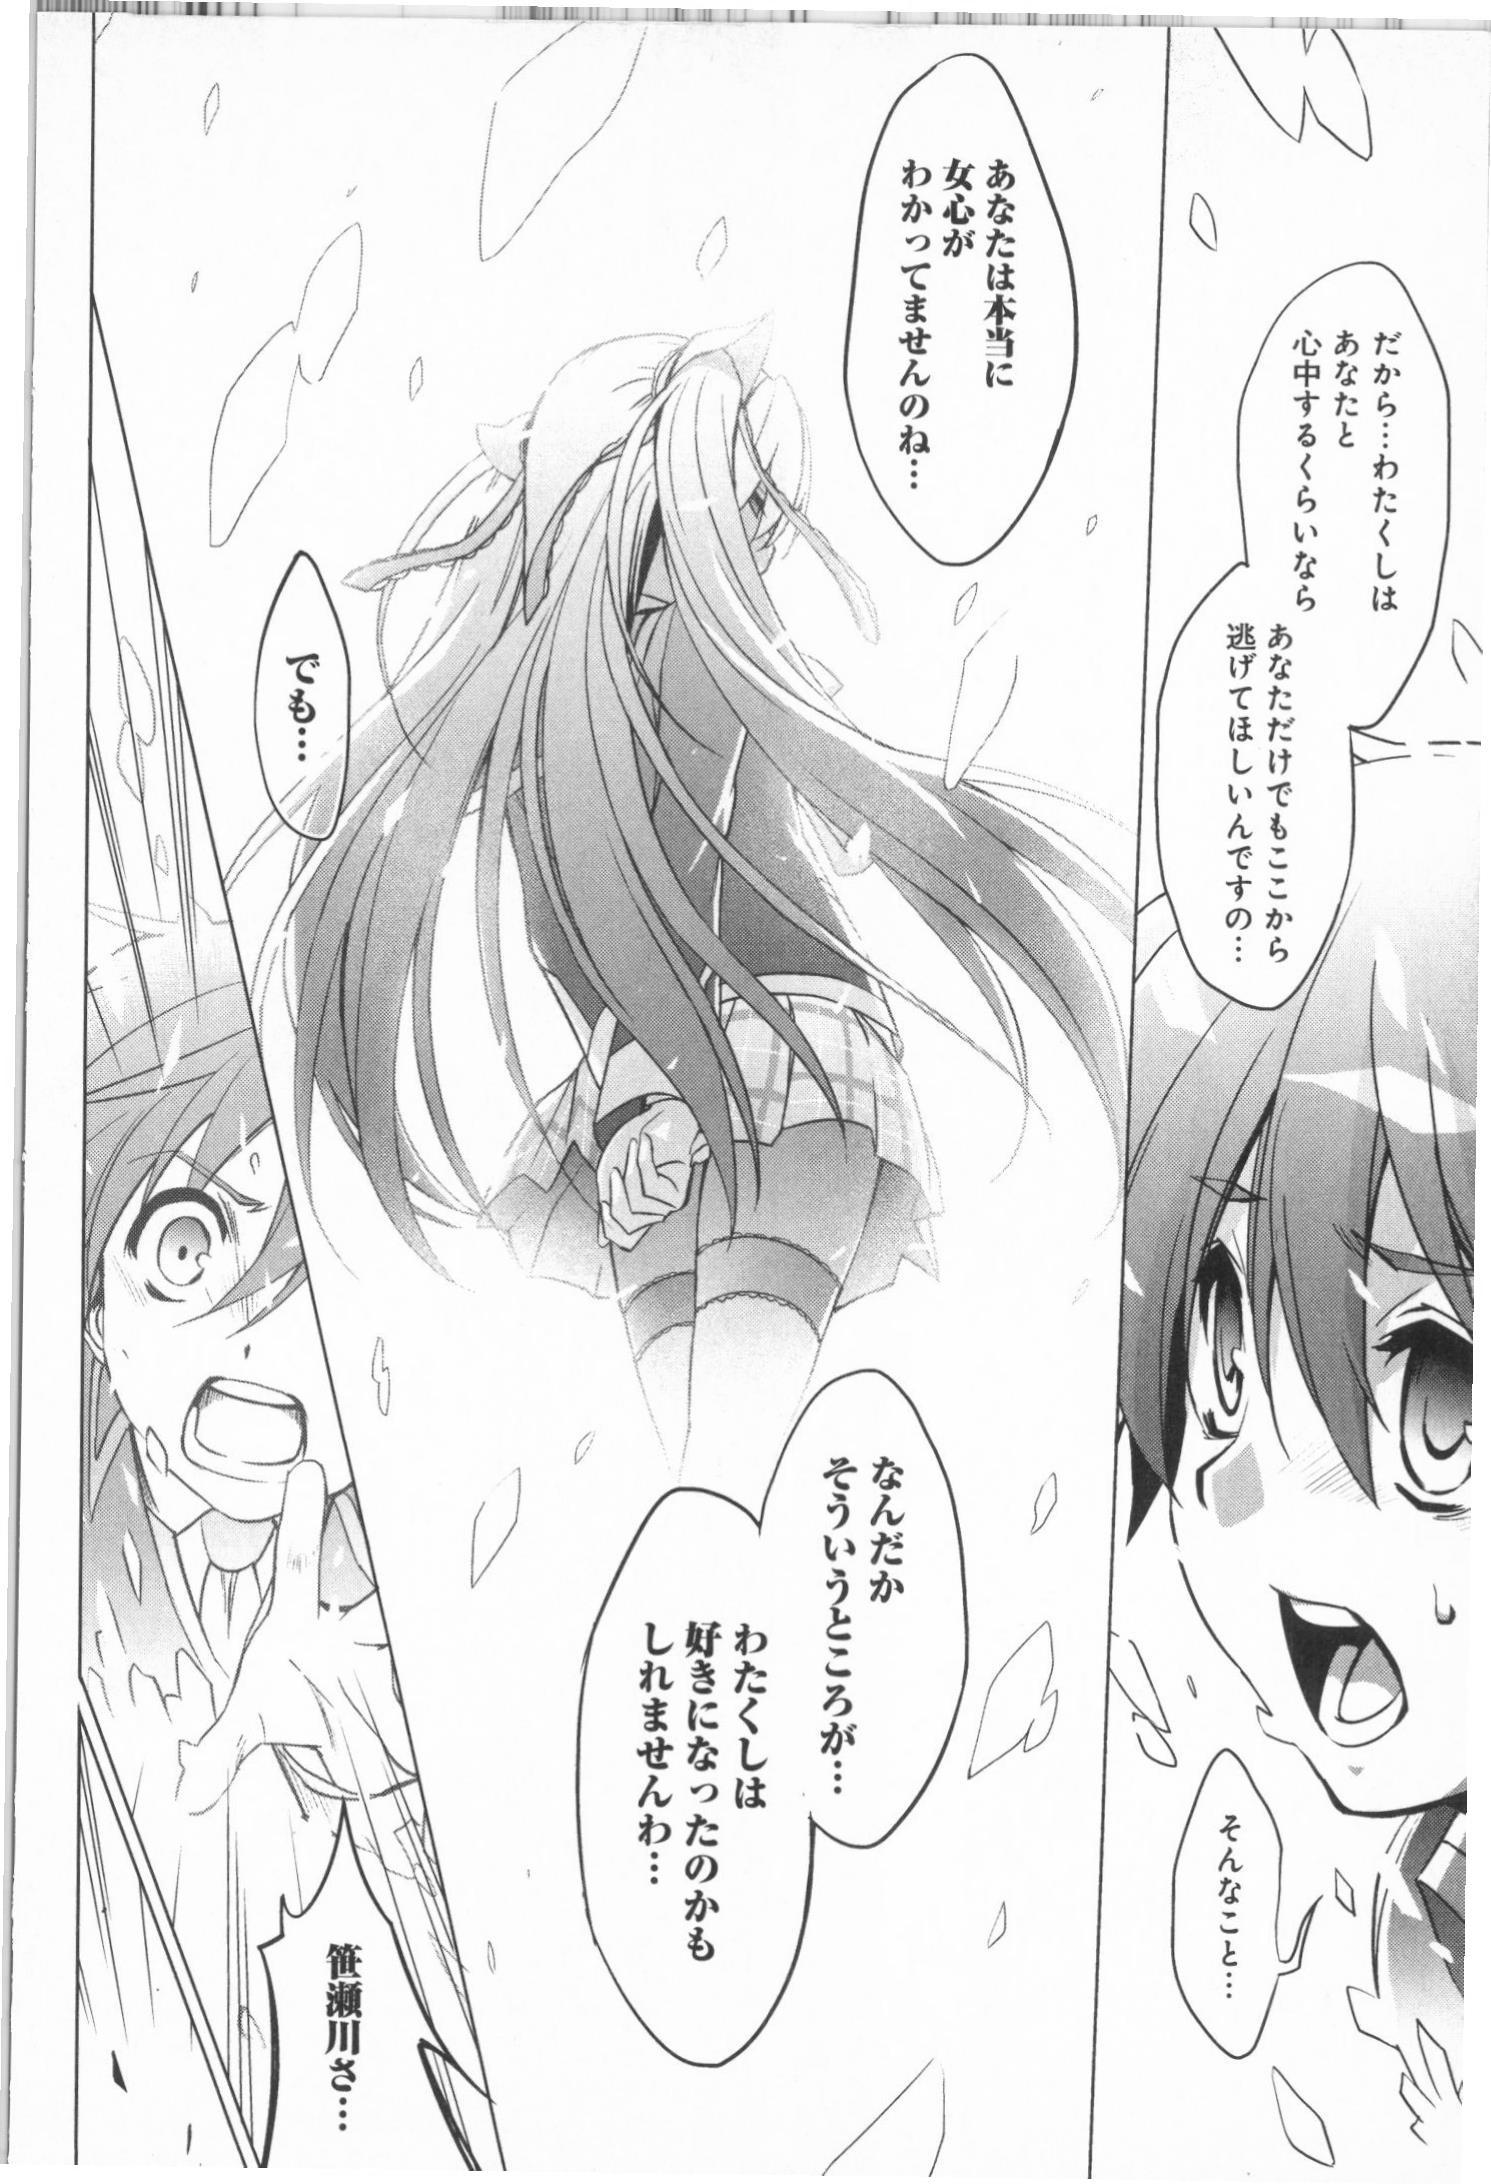 だから…わたくしは
あなたと
心中するくらいなら
あなただけでもここから
逃げてほしいんですの…
そんなこと…
あなたは本当に
女心が
わかってませんのね…
でも…
なんだか
そういうところが…
わたくしは
好きになったのかも
しれませんわ…
笹瀬川さ…